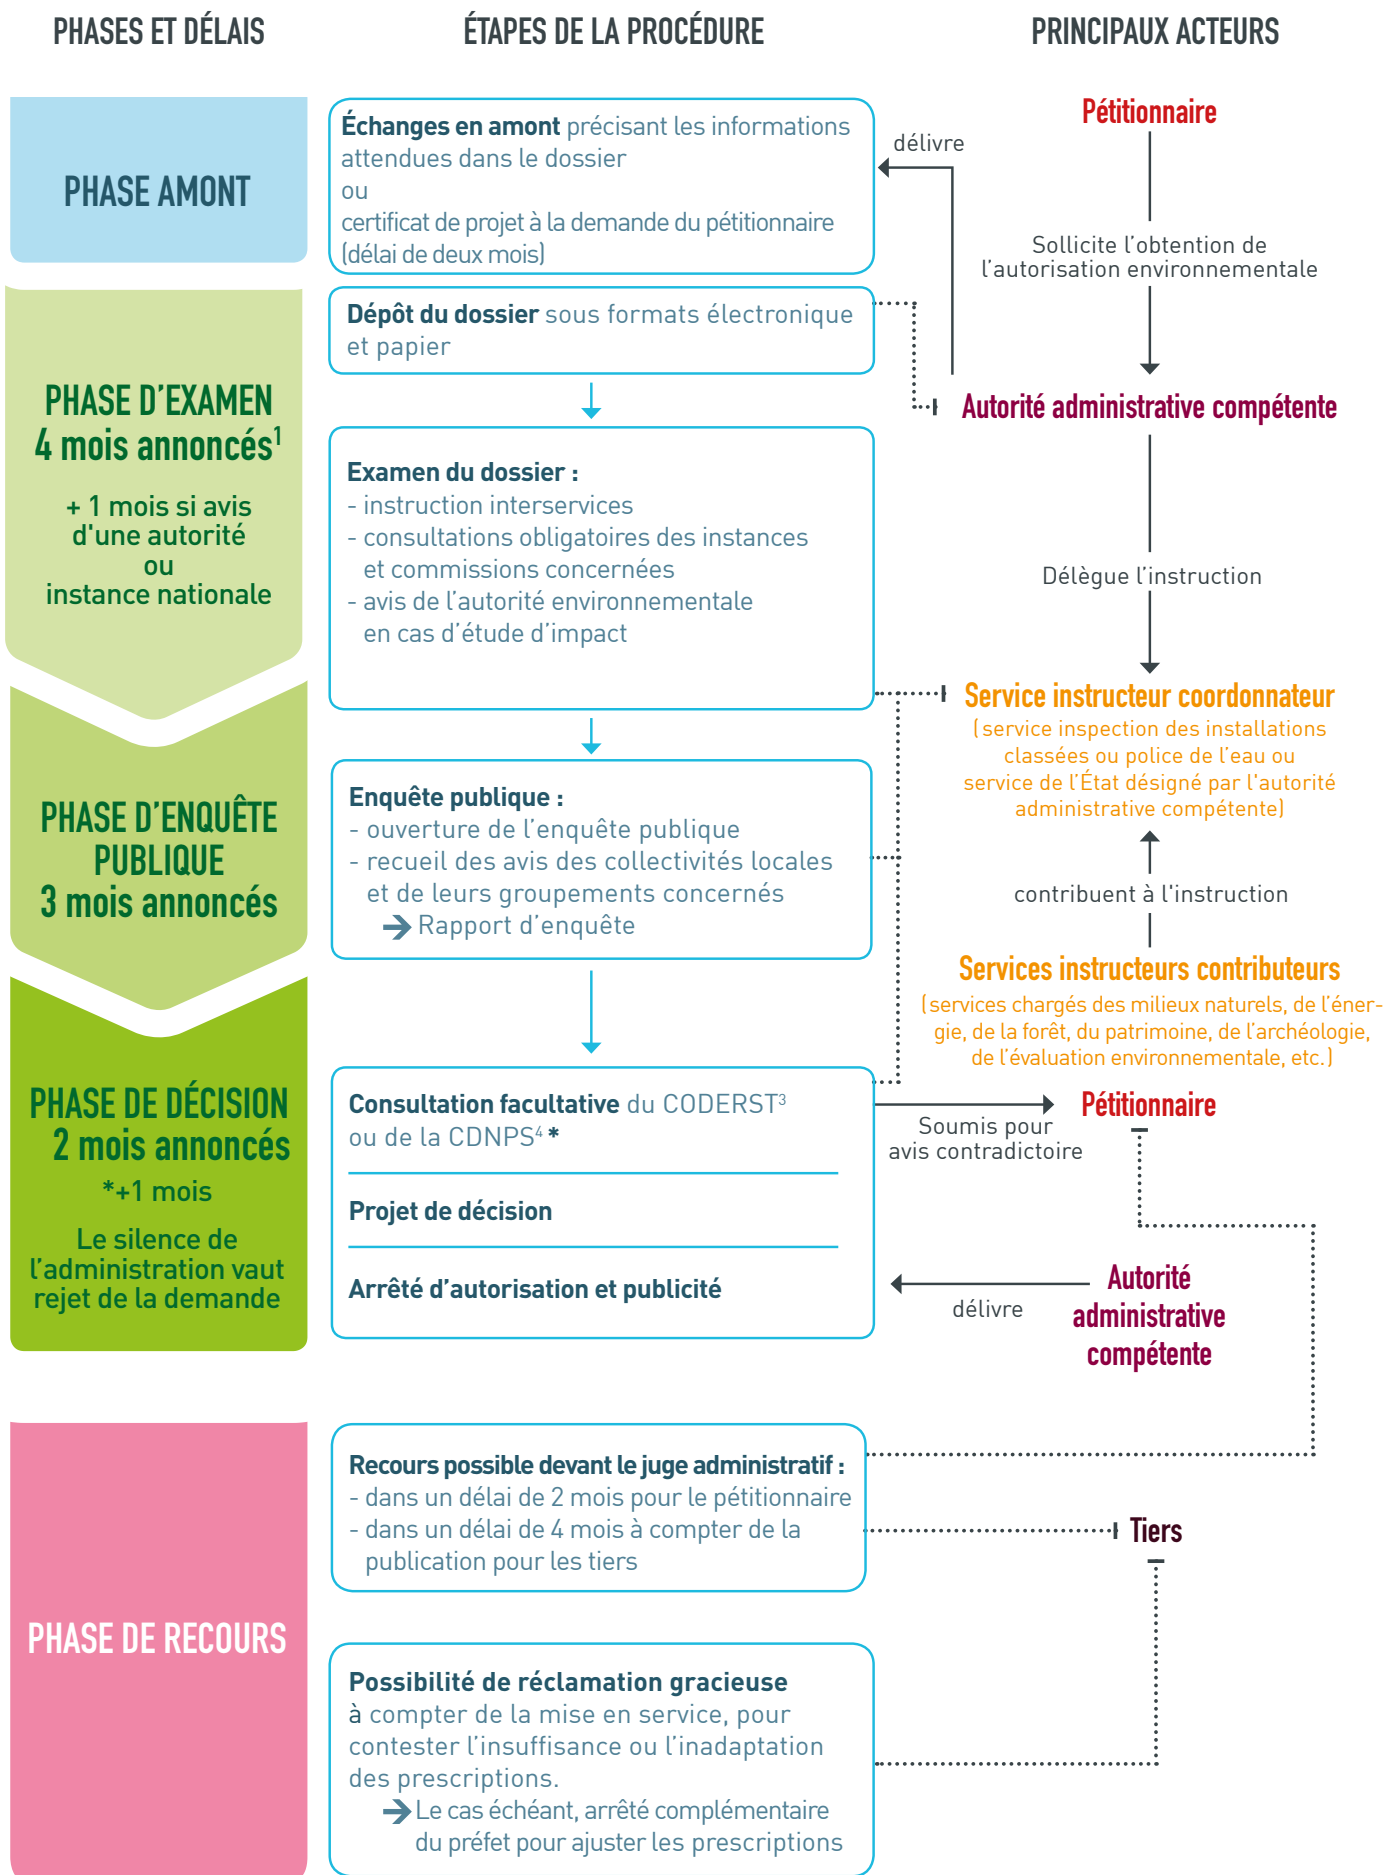 PHASES ET DÉLAIS
ÉTAPES DE LA PROCÉDURE
PRINCIPAUX ACTEURS
PHASE AMONT
Échanges en amont précisant les informations
attendues dans le dossier
ou
certificat de projet à la demande du pétitionnaire
(délai de deux mois)
délivre
Pétitionnaire
Sollicite l’obtention de
l’autorisation environnementale
PHASE D’EXAMEN
4 mois annoncés¹
+ 1 mois si avis
d'une autorité
ou
instance nationale
Dépôt du dossier sous formats électronique
et papier
Autorité administrative compétente
Examen du dossier :
- instruction interservices
- consultations obligatoires des instances
et commissions concernées
- avis de l’autorité environnementale
en cas d’étude d’impact
Délègue l’instruction
Service instructeur coordonnateur
(service inspection des installations
classées ou police de l’eau ou
service de l’État désigné par l'autorité
administrative compétente)
PHASE D’ENQUÊTE
PUBLIQUE
3 mois annoncés
Enquête publique :
- ouverture de l’enquête publique
- recueil des avis des collectivités locales
et de leurs groupements concernés
➔ Rapport d’enquête
contribuent à l'instruction
Services instructeurs contributeurs
(services chargés des milieux naturels, de l’éner-
gie, de la forêt, du patrimoine, de l’archéologie,
de l’évaluation environnementale, etc.)
PHASE DE DÉCISION
2 mois annoncés
*+1 mois
Le silence de
l’administration vaut
rejet de la demande
Consultation facultative du CODERST³
ou de la CDNPS⁴ *
Projet de décision
Arrêté d’autorisation et publicité
Soumis pour
avis contradictoire
Pétitionnaire
délivre
Autorité
administrative
compétente
PHASE DE RECOURS
Recours possible devant le juge administratif :
- dans un délai de 2 mois pour le pétitionnaire
- dans un délai de 4 mois à compter de la
publication pour les tiers
Tiers
Possibilité de réclamation gracieuse
à compter de la mise en service, pour
contester l’insuffisance ou l’inadaptation
des prescriptions.
➔ Le cas échéant, arrêté complémentaire
du préfet pour ajuster les prescriptions